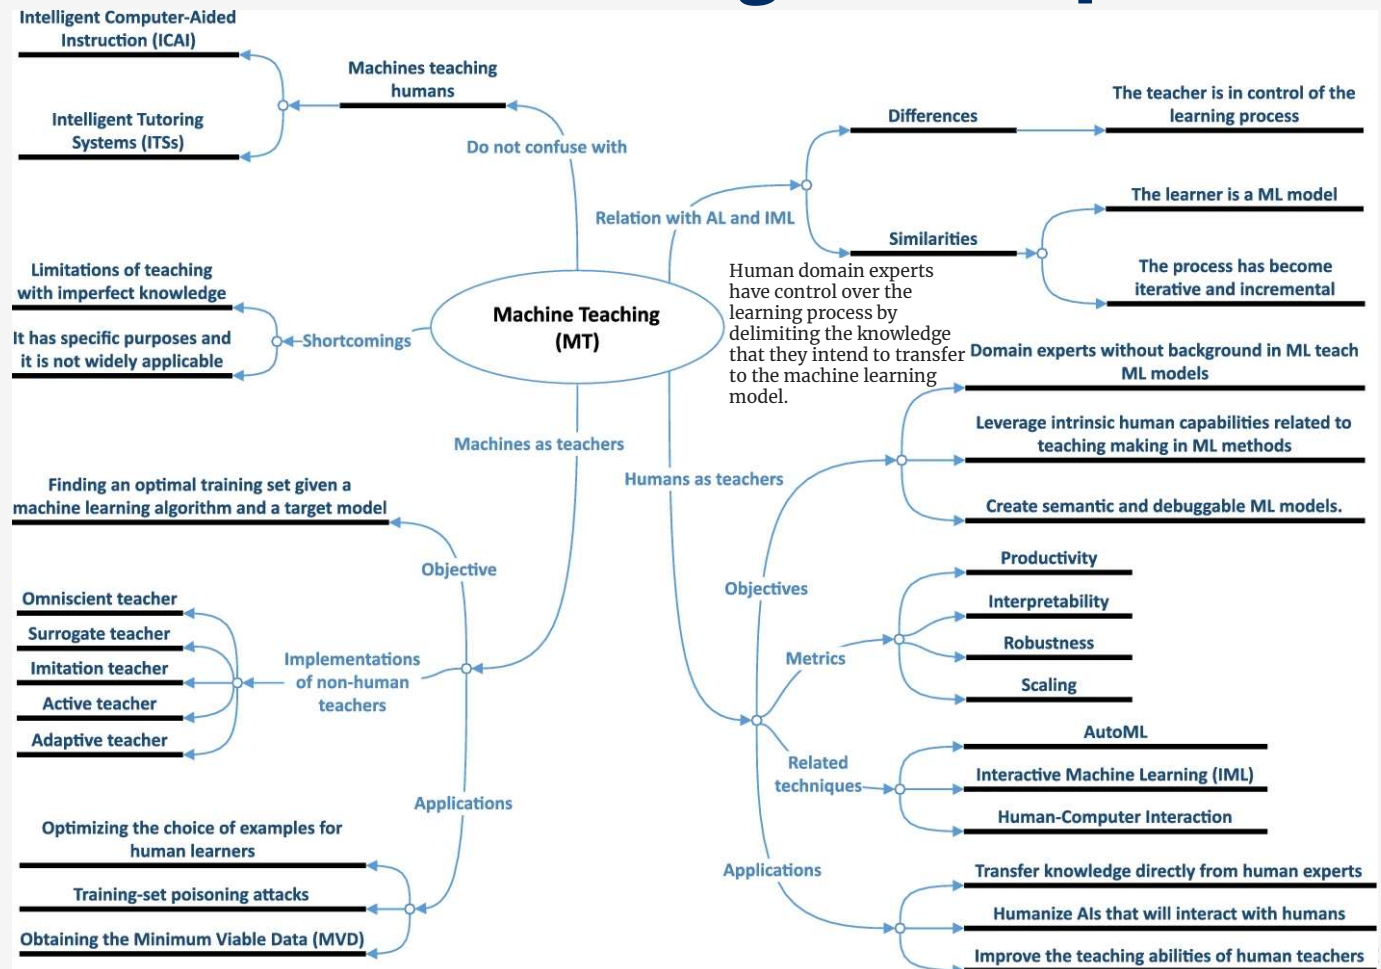 Intelligent Computer-Aided
Instruction (ICAI)
Intelligent Tutoring
Systems (ITSs)
Machines teaching
humans
Do not confuse with
Relation with AL and IML
Differences
The teacher is in control of the
learning process
Similarities
The learner is a ML model
The process has become
iterative and incremental
Machine Teaching
(MT)
Human domain experts
have control over the
learning process by
delimiting the knowledge
that they intend to transfer
to the machine learning
model.
Limitations of teaching
with imperfect knowledge
It has specific purposes and
it is not widely applicable
Shortcomings
Machines as teachers
Finding an optimal training set given a
machine learning algorithm and a target model
Objective
Implementations
of non-human
teachers
Omniscient teacher
Surrogate teacher
Imitation teacher
Active teacher
Adaptive teacher
Applications
Optimizing the choice of examples for
human learners
Training-set poisoning attacks
Obtaining the Minimum Viable Data (MVD)
Humans as teachers
Objectives
Domain experts without background in ML teach
ML models
Leverage intrinsic human capabilities related to
teaching making in ML methods
Create semantic and debuggable ML models.
Metrics
Productivity
Interpretability
Robustness
Scaling
Related
techniques
AutoML
Interactive Machine Learning (IML)
Human-Computer Interaction
Applications
Transfer knowledge directly from human experts
Humanize AIs that will interact with humans
Improve the teaching abilities of human teachers